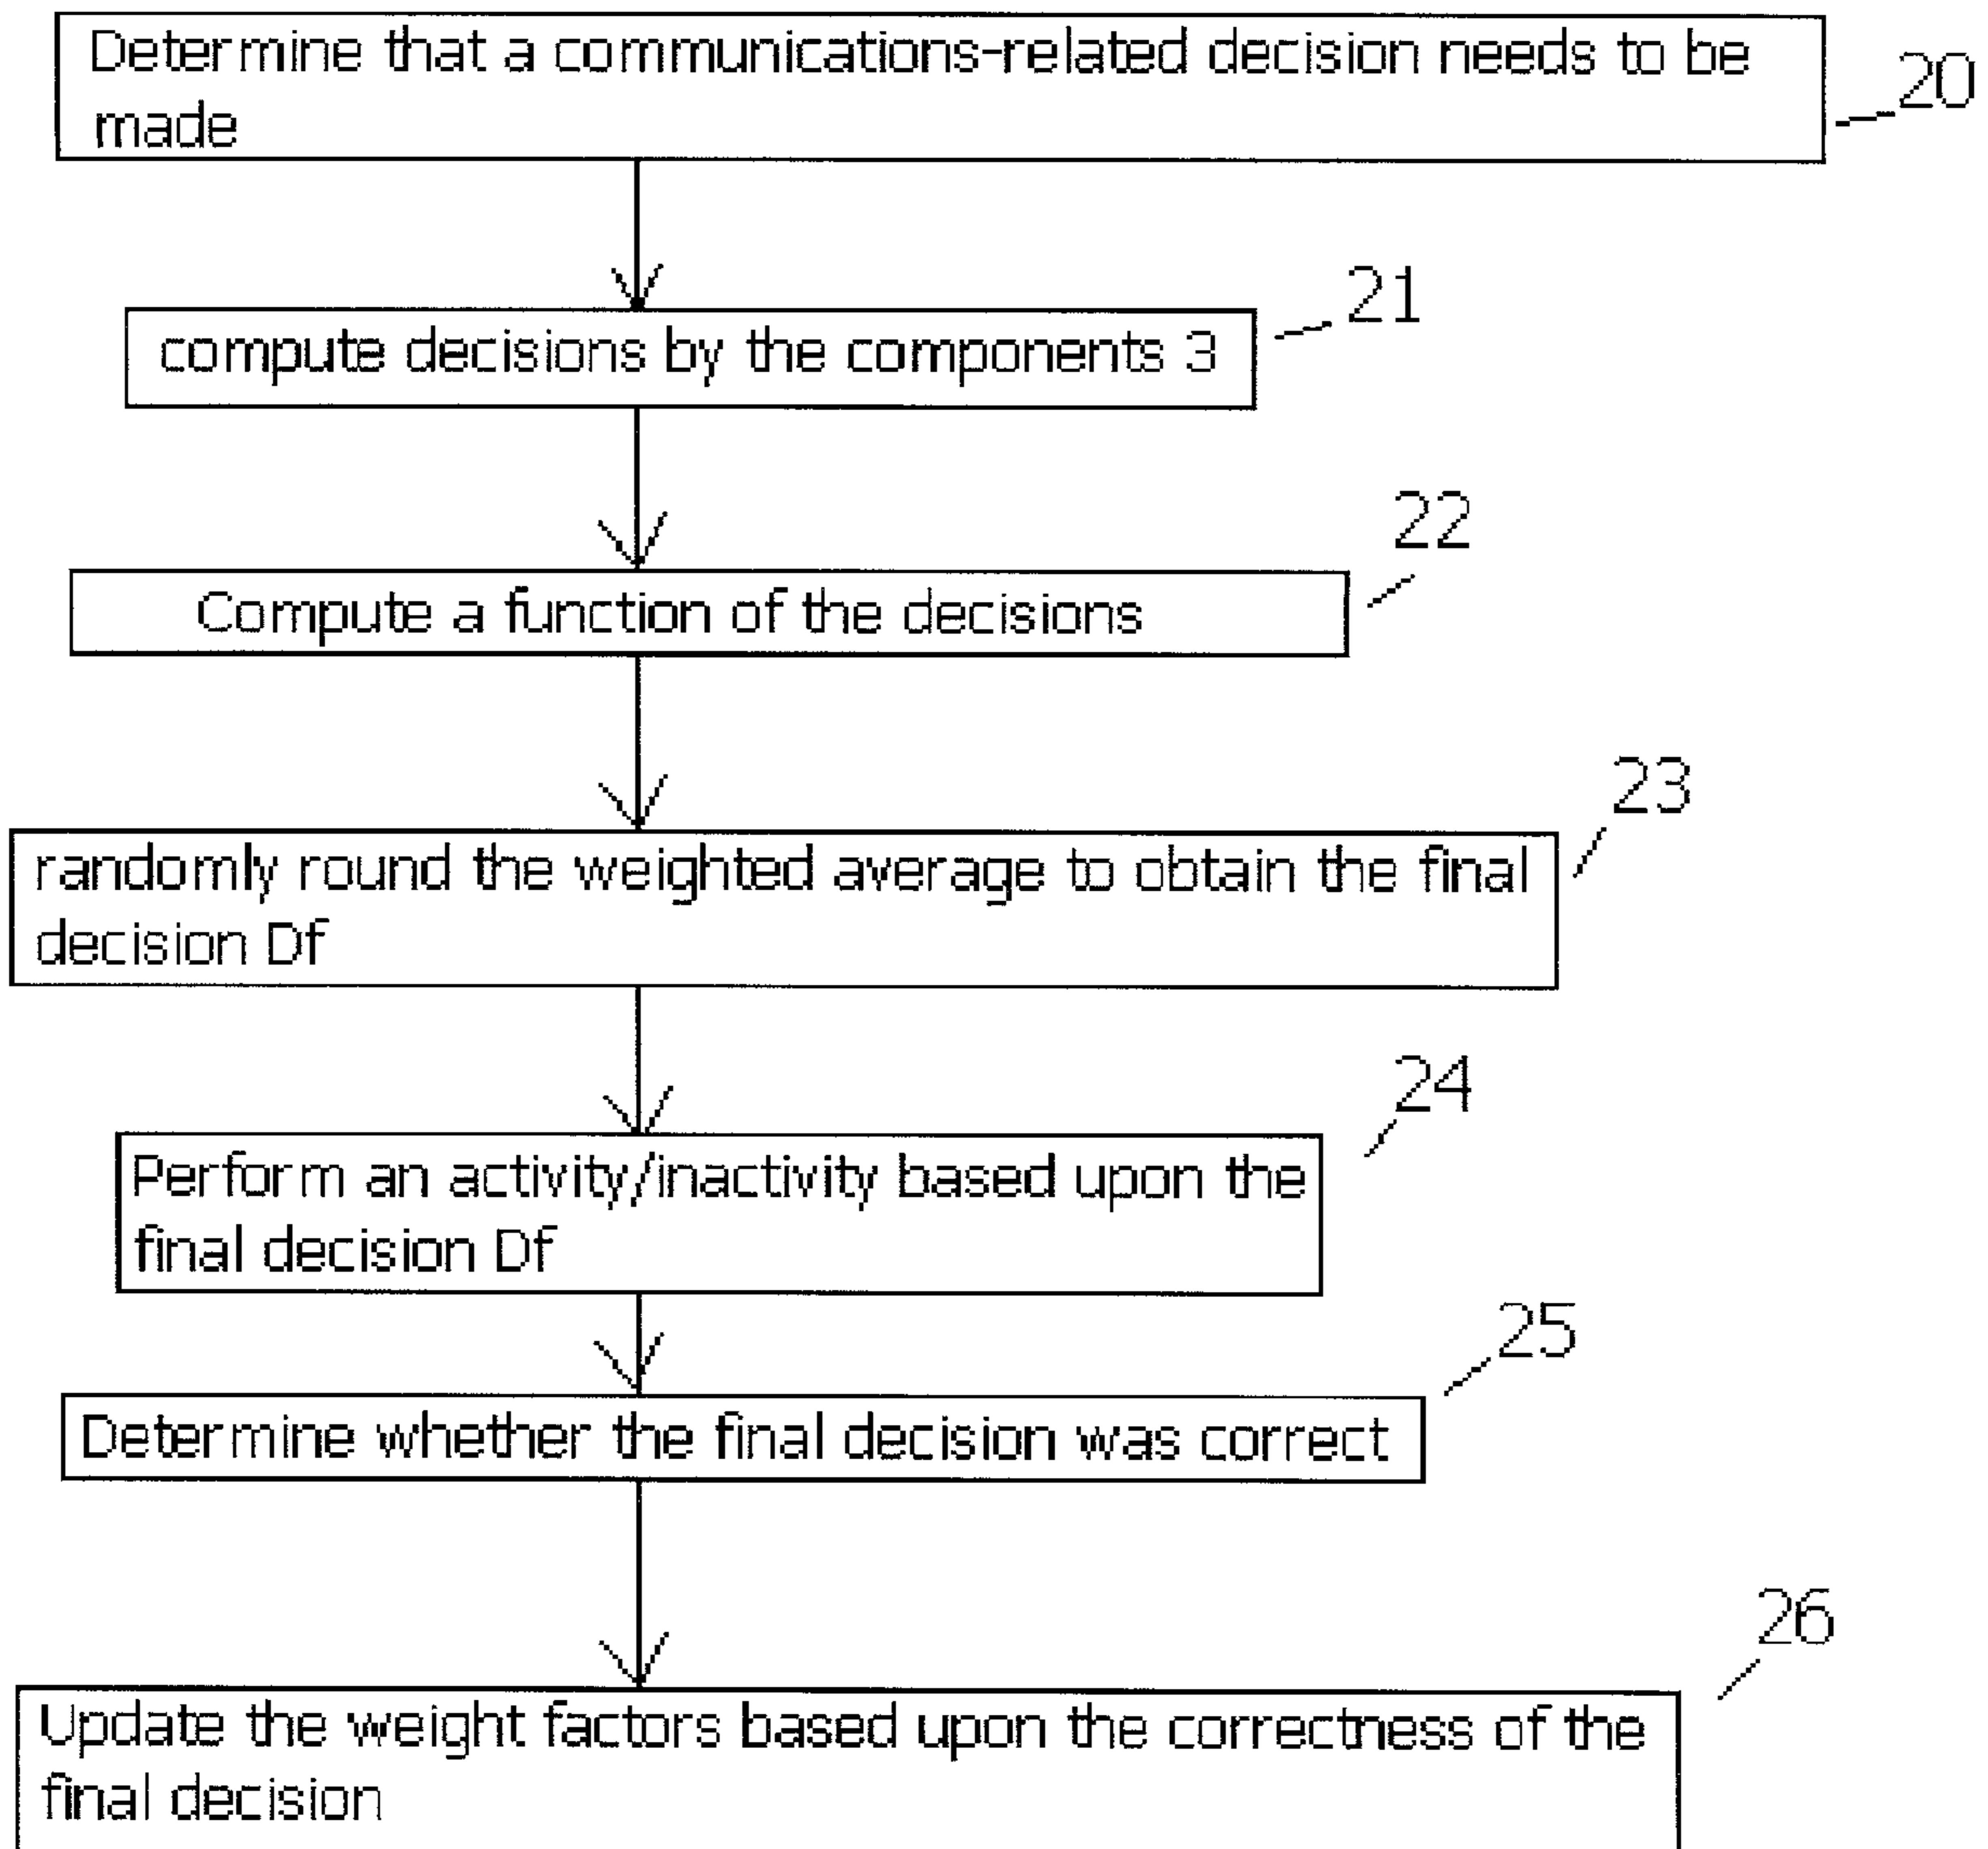 Determine that a communications-related decision needs to be
made
20
21
compute decisions by the components 3
22
Compute a function of the decisions
23
randomly round the weighted average to obtain the final
decision Df
24
Perform an activity/inactivity based upon the
final decision Df
25
Determine whether the final decision was correct
26
Update the weight factors based upon the correctness of the
final decision